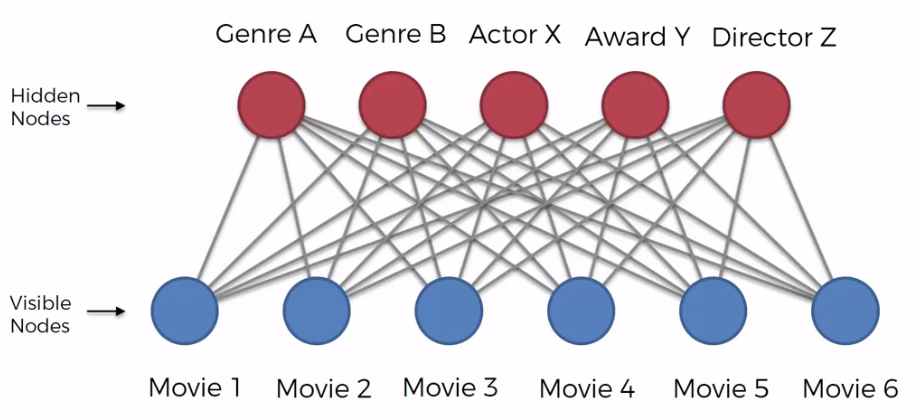 Genre A
Genre B
Actor X
Award Y
Director Z
Hidden
Nodes
Visible
Nodes
Movie 1
Movie 2
Movie 3
Movie 4
Movie 5
Movie 6